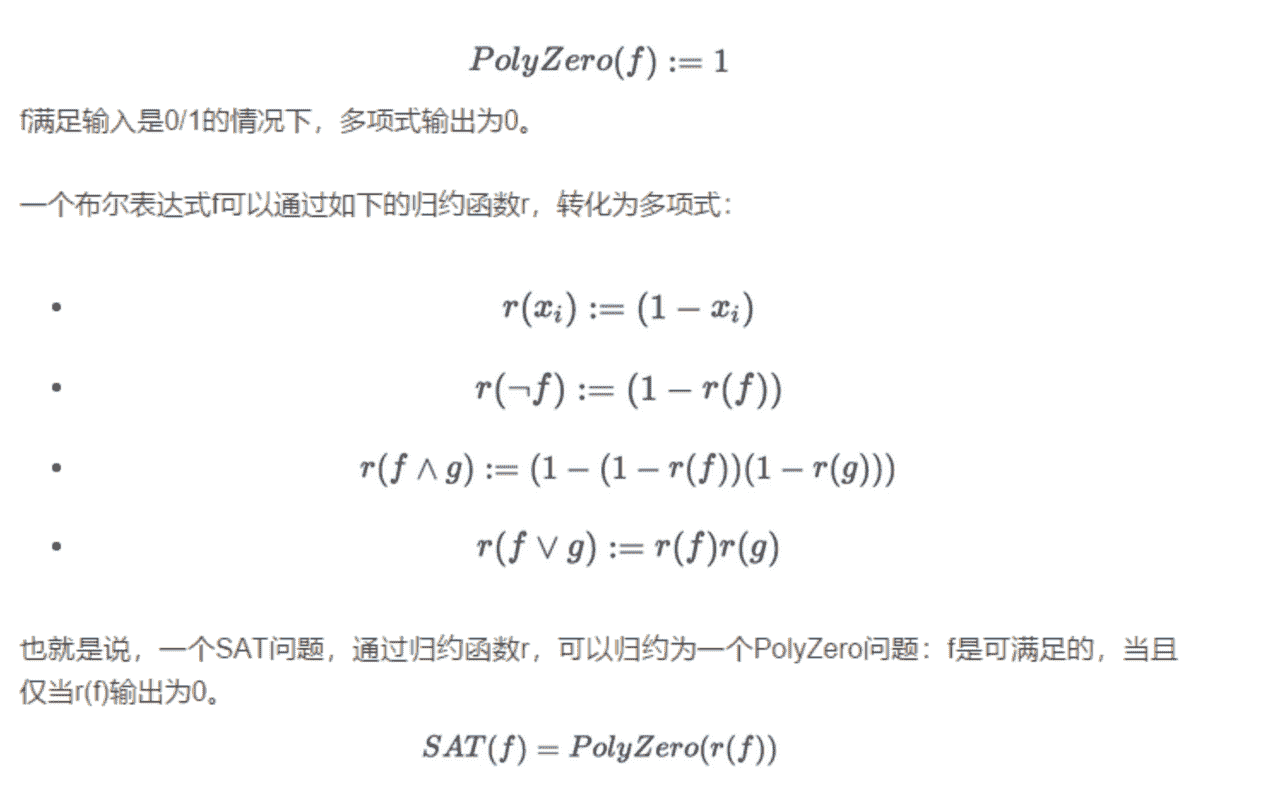 PolyZero(f) := 1
f满足输入是0/1的情况下，多项式输出为0。
一个布尔表达式f可以通过如下的归约函数r，转化为多项式：
• r(xᵢ) := (1 − xᵢ)
• r(¬f) := (1 − r(f))
• r(f ∧ g) := (1 − (1 − r(f))(1 − r(g)))
• r(f ∨ g) := r(f)r(g)
也就是说，一个SAT问题，通过归约函数r，可以归约为一个PolyZero问题：f是可满足的，当且
仅当r(f)输出为0。
SAT(f) = PolyZero(r(f))